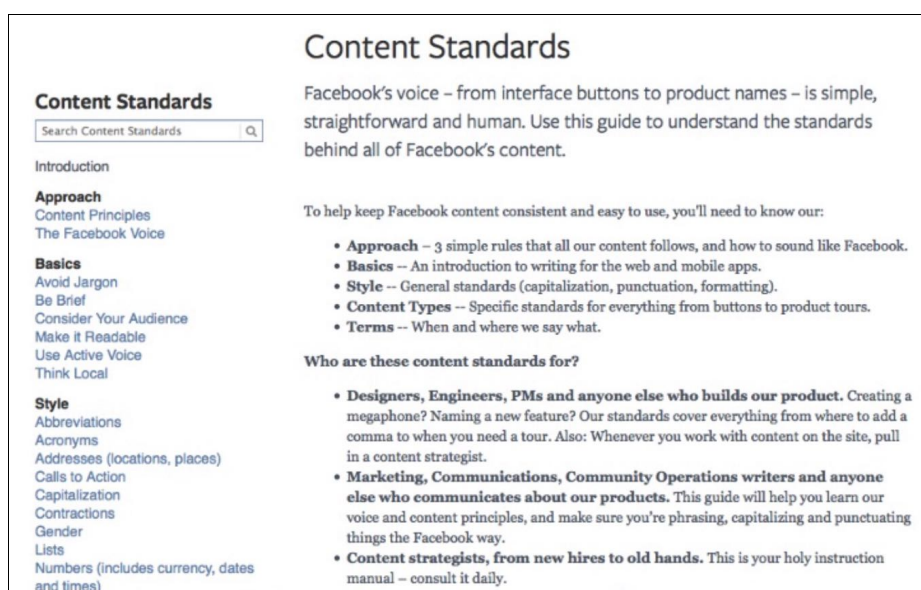 Content Standards
Search Content Standards
Introduction
Approach
Content Principles
The Facebook Voice
Basics
Avoid Jargon
Be Brief
Consider Your Audience
Make it Readable
Use Active Voice
Think Local
Style
Abbreviations
Acronyms
Addresses (locations, places)
Calls to Action
Capitalization
Contractions
Gender
Lists
Numbers (includes currency, dates
and times)
Content Standards
Facebook's voice – from interface buttons to product names – is simple,
straightforward and human. Use this guide to understand the standards
behind all of Facebook's content.
To help keep Facebook content consistent and easy to use, you'll need to know our:
• Approach – 3 simple rules that all our content follows, and how to sound like Facebook.
• Basics -- An introduction to writing for the web and mobile apps.
• Style -- General standards (capitalization, punctuation, formatting).
• Content Types -- Specific standards for everything from buttons to product tours.
• Terms -- When and where we say what.
Who are these content standards for?
• Designers, Engineers, PMs and anyone else who builds our product. Creating a
megaphone? Naming a new feature? Our standards cover everything from where to add a
comma to when you need a tour. Also: Whenever you work with content on the site, pull
in a content strategist.
• Marketing, Communications, Community Operations writers and anyone
else who communicates about our products. This guide will help you learn our
voice and content principles, and make sure you're phrasing, capitalizing and punctuating
things the Facebook way.
• Content strategists, from new hires to old hands. This is your holy instruction
manual – consult it daily.